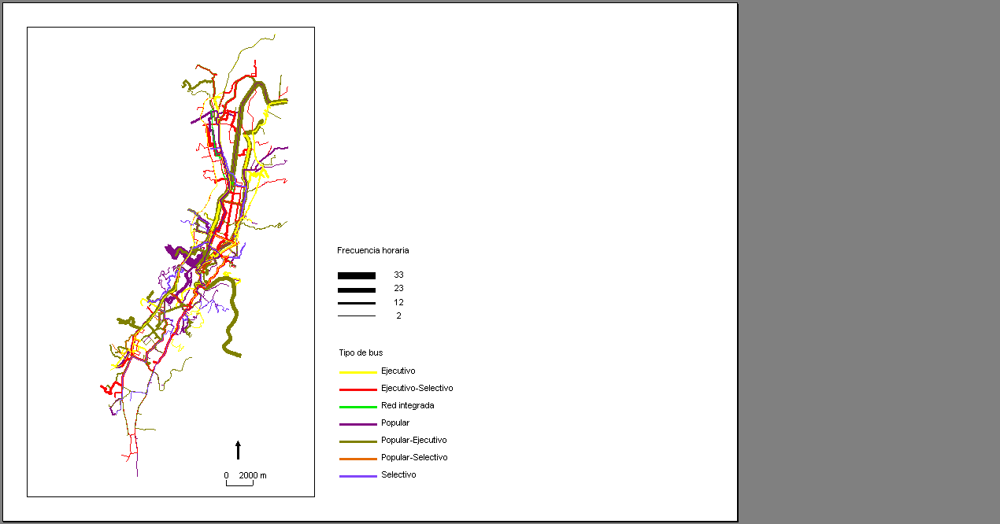 0 2000 m
Frecuencia horaria
33
23
12
2
Tipo de bus
Ejecutivo
Ejecutivo-Selectivo
Red integrada
Popular
Popular-Ejecutivo
Popular-Selectivo
Selectivo